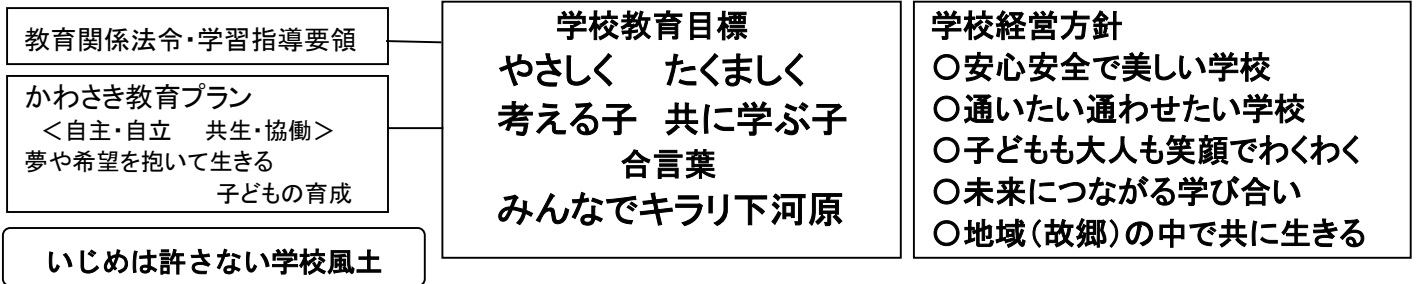 教育関係法令・学習指導要領
かわさき教育プラン
＜自主・自立　共生・協働＞
夢や希望を抱いて生きる
子どもの育成
いじめは許さない学校風土
学校教育目標
やさしく　たくましく
考える子　共に学ぶ子
合言葉
みんなでキラリ下河原
学校経営方針
○安心安全で美しい学校
○通いたい通わせたい学校
○子どもも大人も笑顔でわくわく
○未来につながる学び合い
○地域（故郷）の中で共に生きる